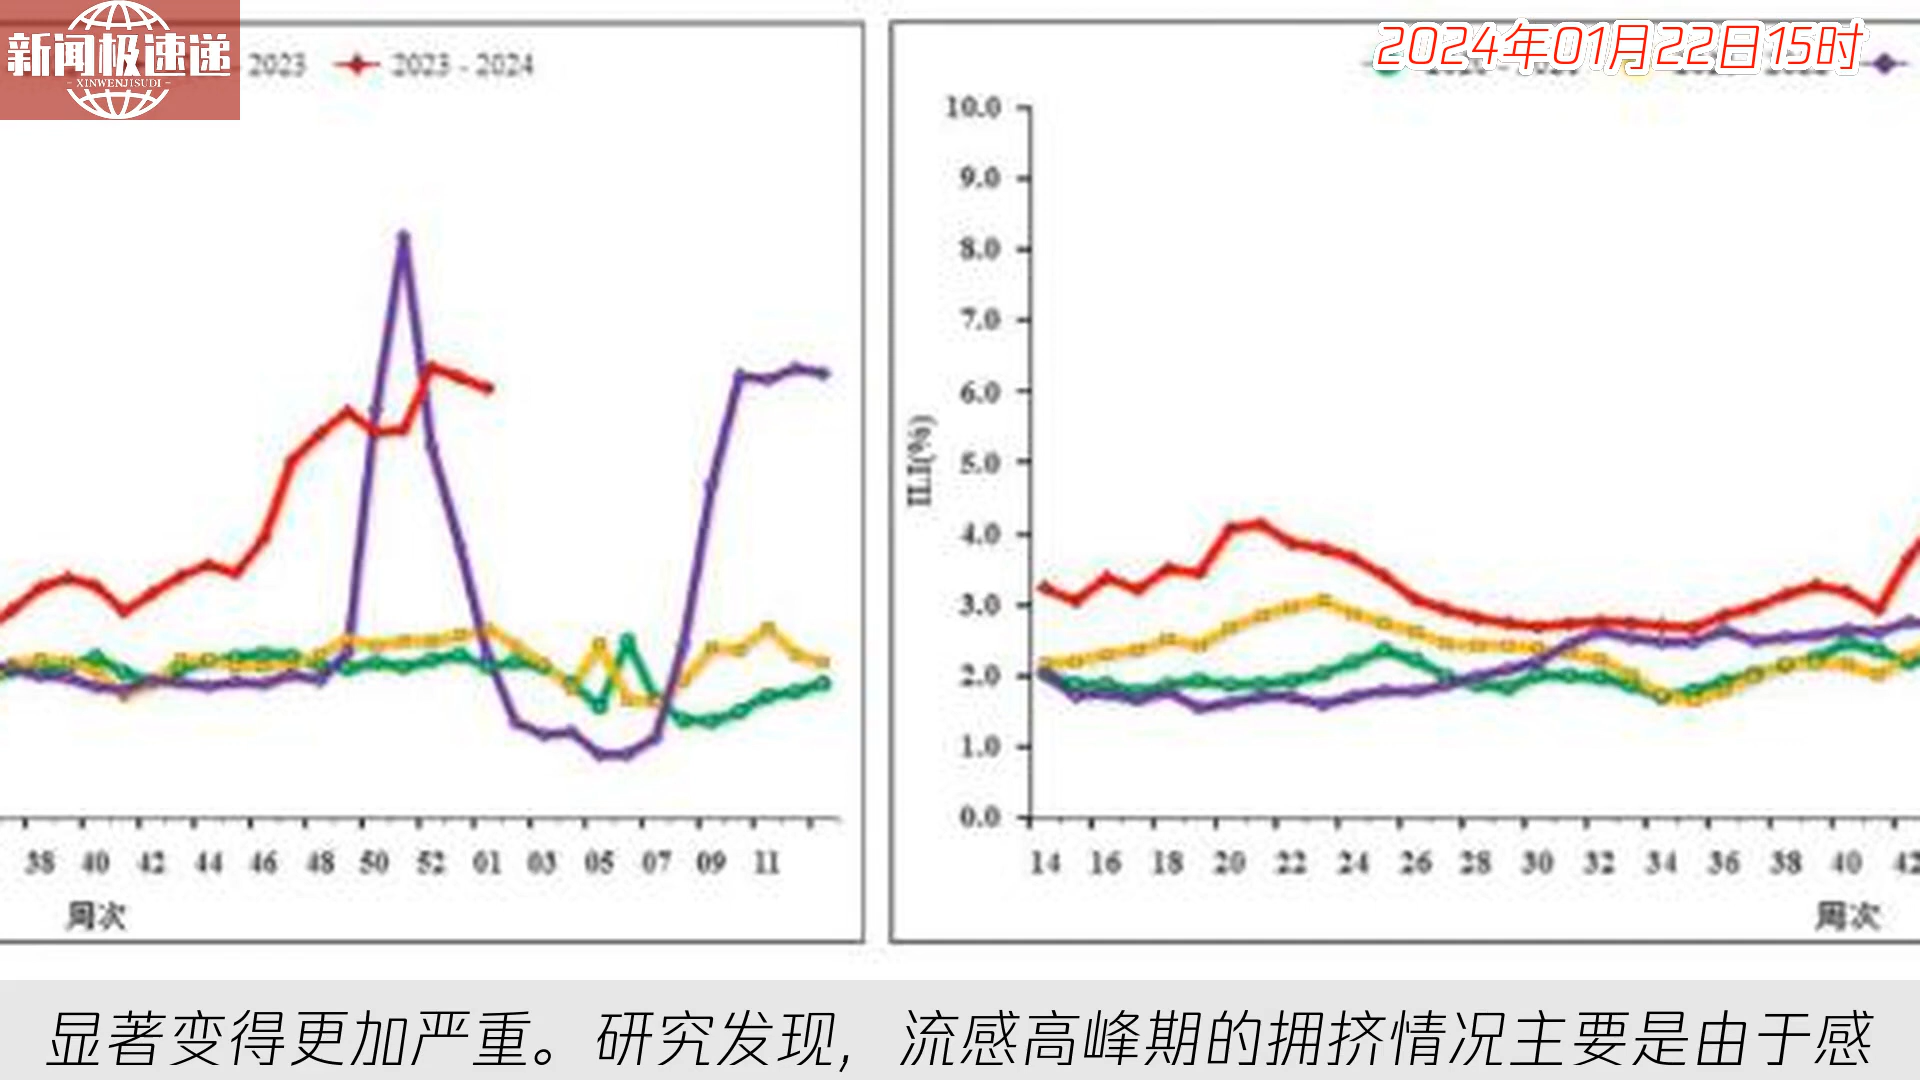 新闻极速递
- XINWENJISUDI -
2023
2023 - 2024
38 40 42 44 46 48 50 52 01 03 05 07 09 11
周次
2024年01月22日15时
10.0
9.0
8.0
7.0
6.0
5.0
4.0
3.0
2.0
1.0
0.0
ILI(%)
14 16 18 20 22 24 26 28 30 32 34 36 38 40 42
周次
显著变得更加严重。研究发现，流感高峰期的拥挤情况主要是由于感